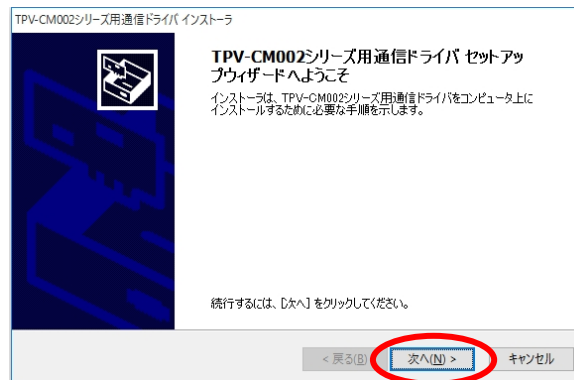 TPV-CM002シリーズ用通信ドライバ インストーラ
TPV-CM002シリーズ用通信ドライバ セットアッ
プウィザードへようこそ
インストーラは、TPV-CM002シリーズ用通信ドライバをコンピュータ上に
インストールするために必要な手順を示します。
続行するには、[次へ] をクリックしてください。
< 戻る(B)
次へ(N) >
キャンセル